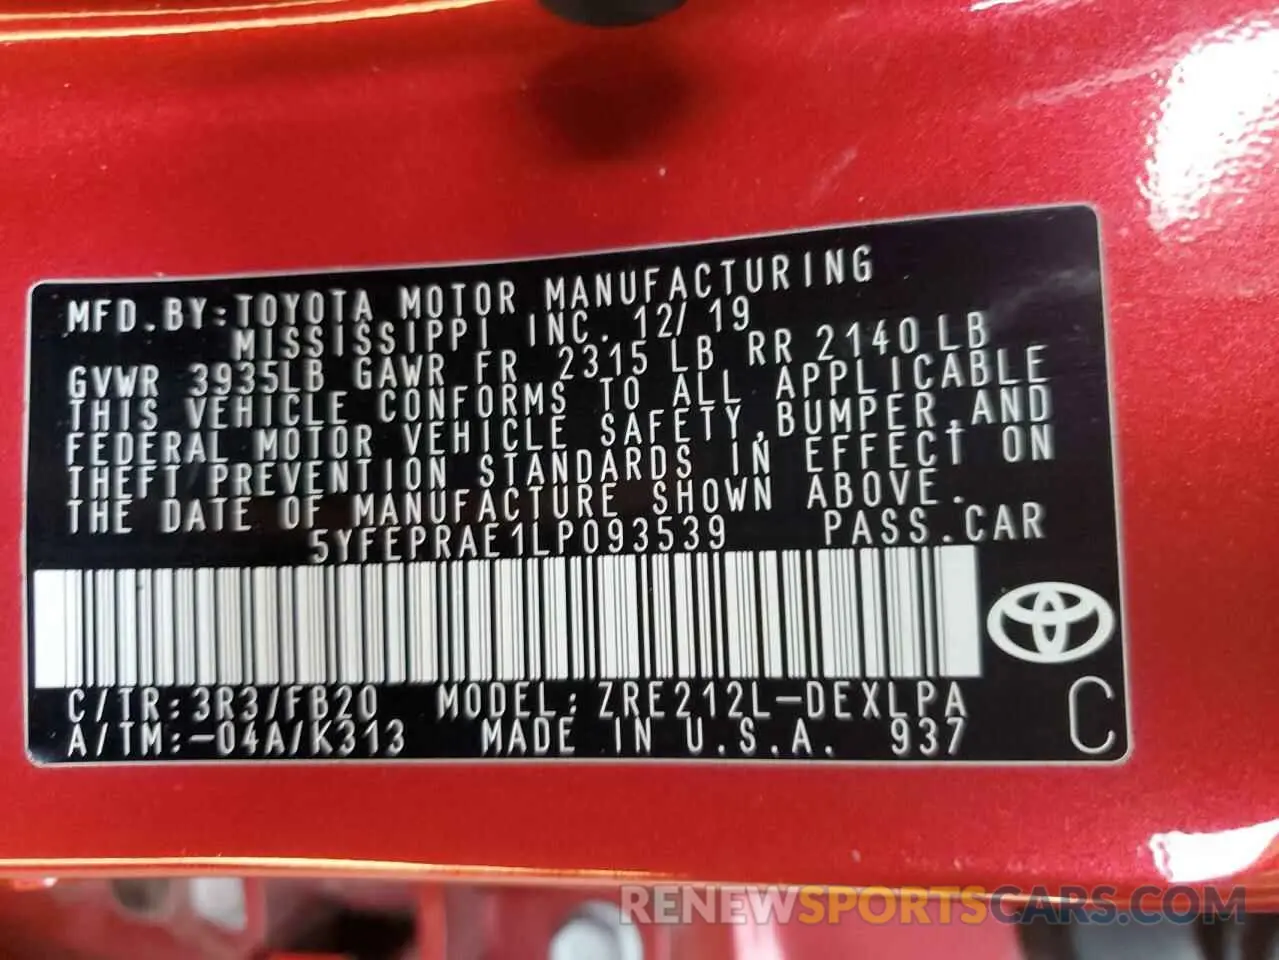 MFD.BY:TOYOTA MOTOR MANUFACTURING
MISSISSIPPI INC. 12/19
GVWR 3935LB GAWR FR 2315 LB RR 2140 LB
THIS VEHICLE CONFORMS TO ALL APPLICABLE
FEDERAL MOTOR VEHICLE SAFETY,BUMPER,AND
THEFT PREVENTION STANDARDS IN EFFECT ON
THE DATE OF MANUFACTURE SHOWN ABOVE.
5YFEPRAE1LP093539 PASS.CAR
C/TR:3R3/FB20 MODEL:ZRE212L-DEXLPA
A/TM:-04A/K313 MADE IN U.S.A. 937
C
RENEWSPORTSCARS.COM